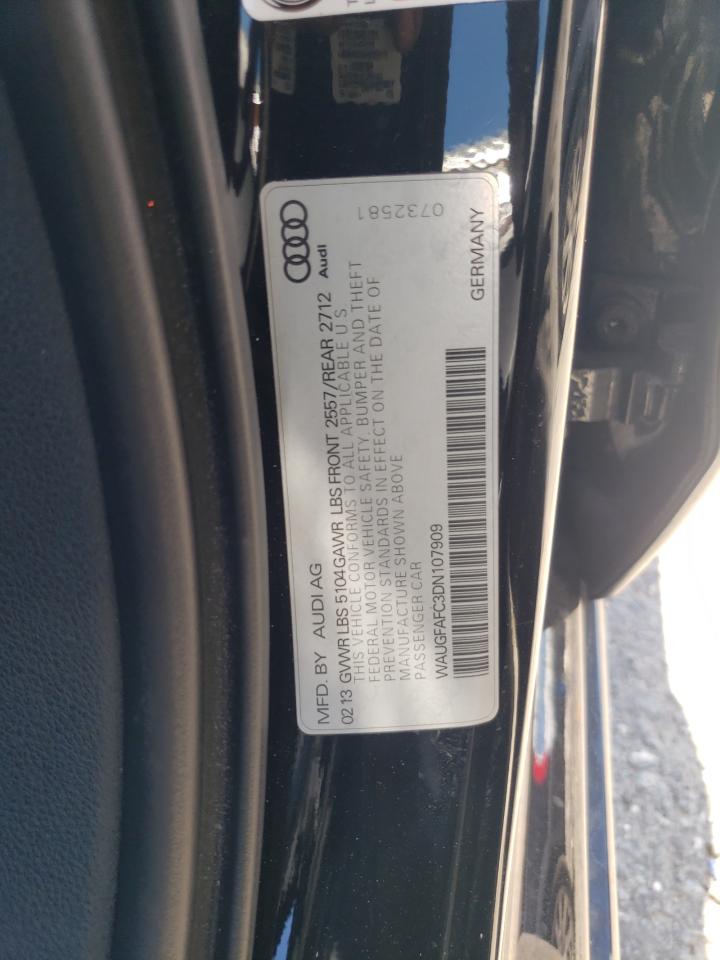 Audi
MFD. BY AUDI AG
02 13 GVWR LBS 5104 GAWR LBS FRONT 2557/REAR 2712
THIS VEHICLE CONFORMS TO ALL APPLICABLE U S
FEDERAL MOTOR VEHICLE SAFETY. BUMPER AND THEFT
PREVENTION STANDARDS IN EFFECT ON THE DATE OF
MANUFACTURE SHOWN ABOVE
PASSENGER CAR
0732581
WAUGFAFC3DN107909
GERMANY